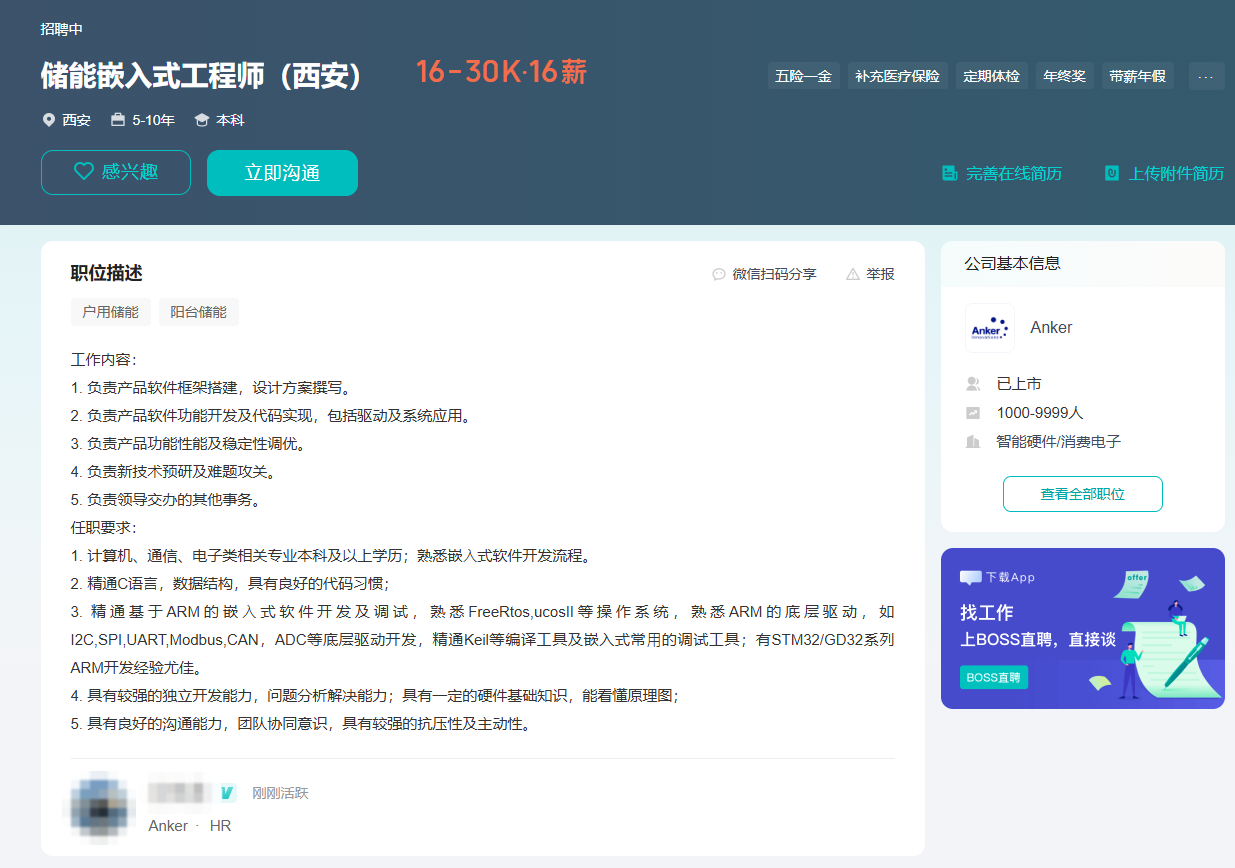 招聘中
储能嵌入式工程师（西安）
16-30K·16薪
五险一金 补充医疗保险 定期体检 年终奖 带薪年假 ...
西安 5-10年 本科
感兴趣 立即沟通
完善在线简历 上传附件简历
职位描述
微信扫码分享 举报
户用储能 阳台储能
工作内容：
1. 负责产品软件框架搭建，设计方案撰写。
2. 负责产品软件功能开发及代码实现，包括驱动及系统应用。
3. 负责产品功能性能及稳定性调优。
4. 负责新技术预研及难题攻关。
5. 负责领导交办的其他事务。
任职要求：
1. 计算机、通信、电子类相关专业本科及以上学历；熟悉嵌入式软件开发流程。
2. 精通C语言，数据结构，具有良好的代码习惯；
3. 精通基于ARM的嵌入式软件开发及调试，熟悉FreeRtos,ucosII等操作系统，熟悉ARM的底层驱动，如
I2C,SPI,UART,Modbus,CAN，ADC等底层驱动开发，精通Keil等编译工具及嵌入式常用的调试工具；有STM32/GD32系列
ARM开发经验尤佳。
4. 具有较强的独立开发能力，问题分析解决能力；具有一定的硬件基础知识，能看懂原理图；
5. 具有良好的沟通能力，团队协同意识，具有较强的抗压性及主动性。
刚刚活跃
Anker · HR
公司基本信息
Anker
Innovations
Anker
已上市
1000-9999人
智能硬件/消费电子
查看全部职位
下载App
offer
找工作
上BOSS直聘，直接谈
BOSS直聘